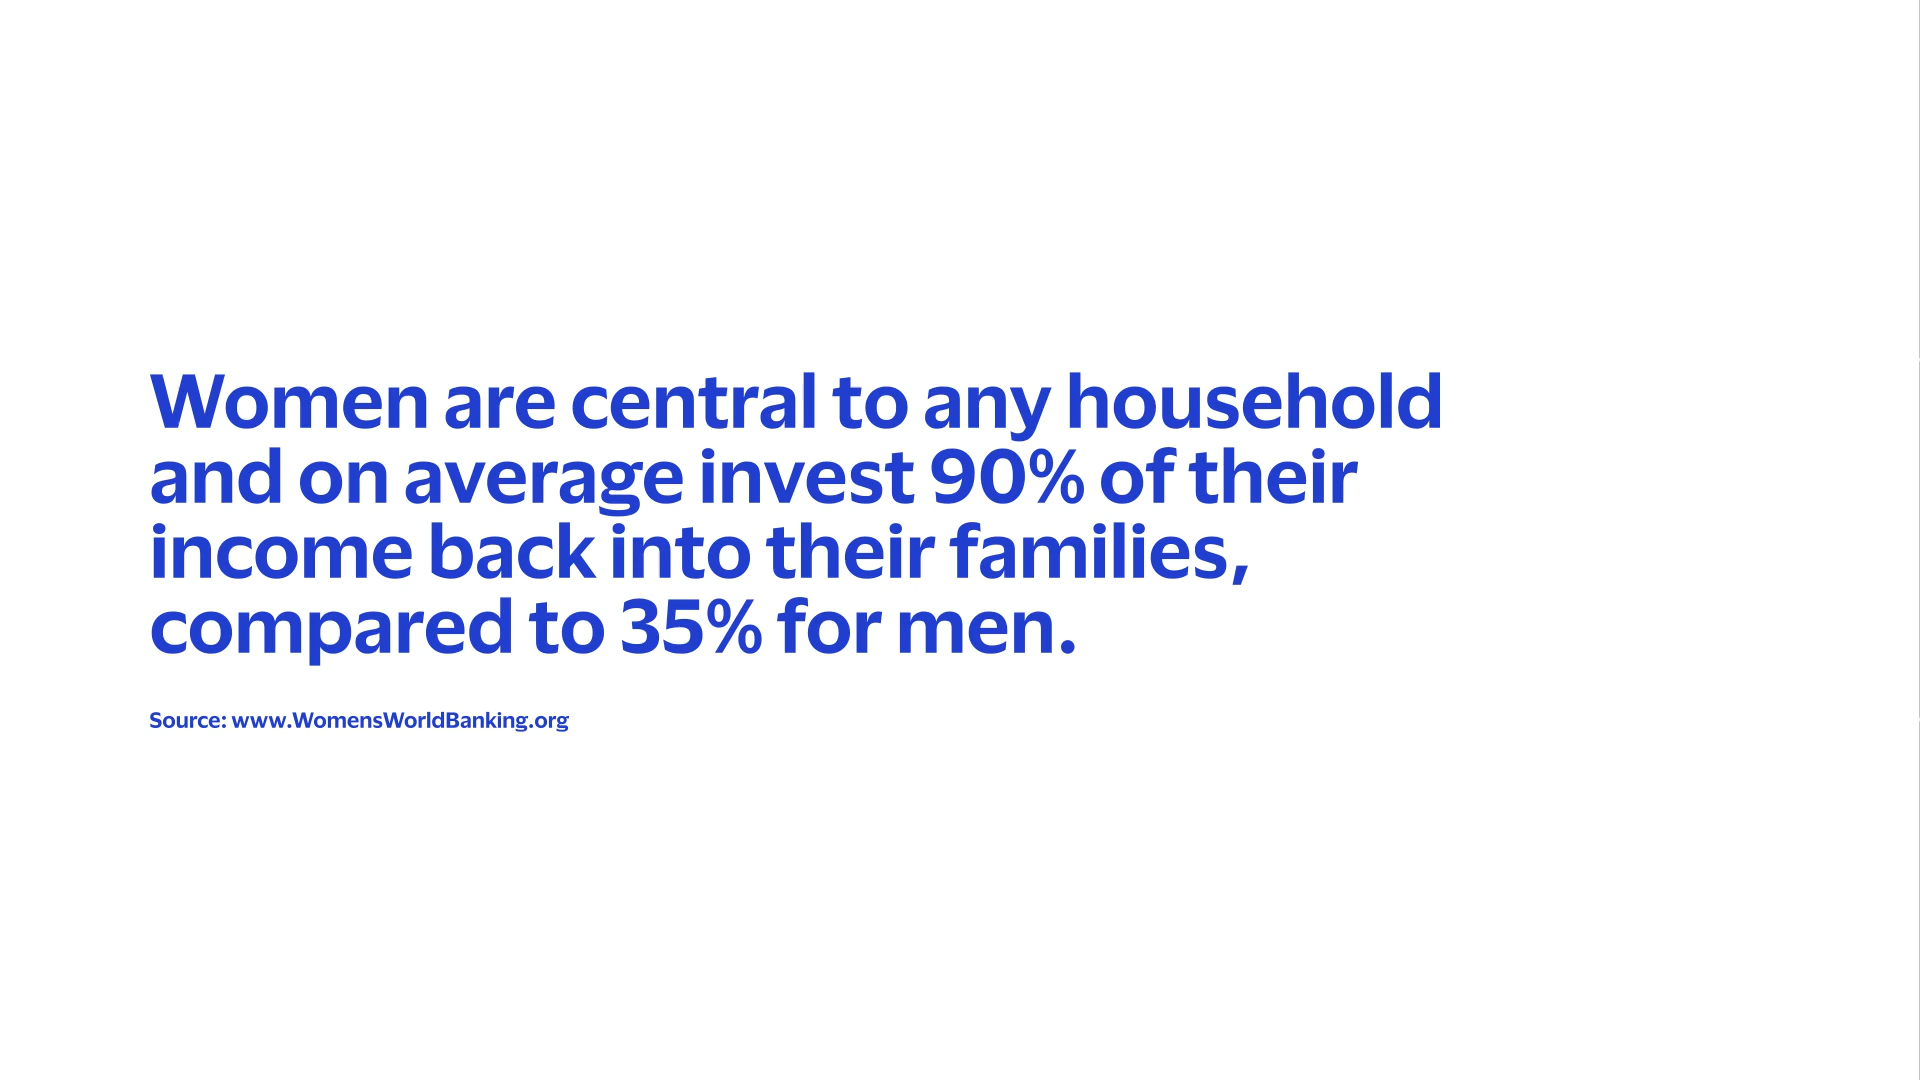 Women are central to any household
and on average invest 90% of their
income back into their families,
compared to 35% for men.
Source: www.WomensWorldBanking.org